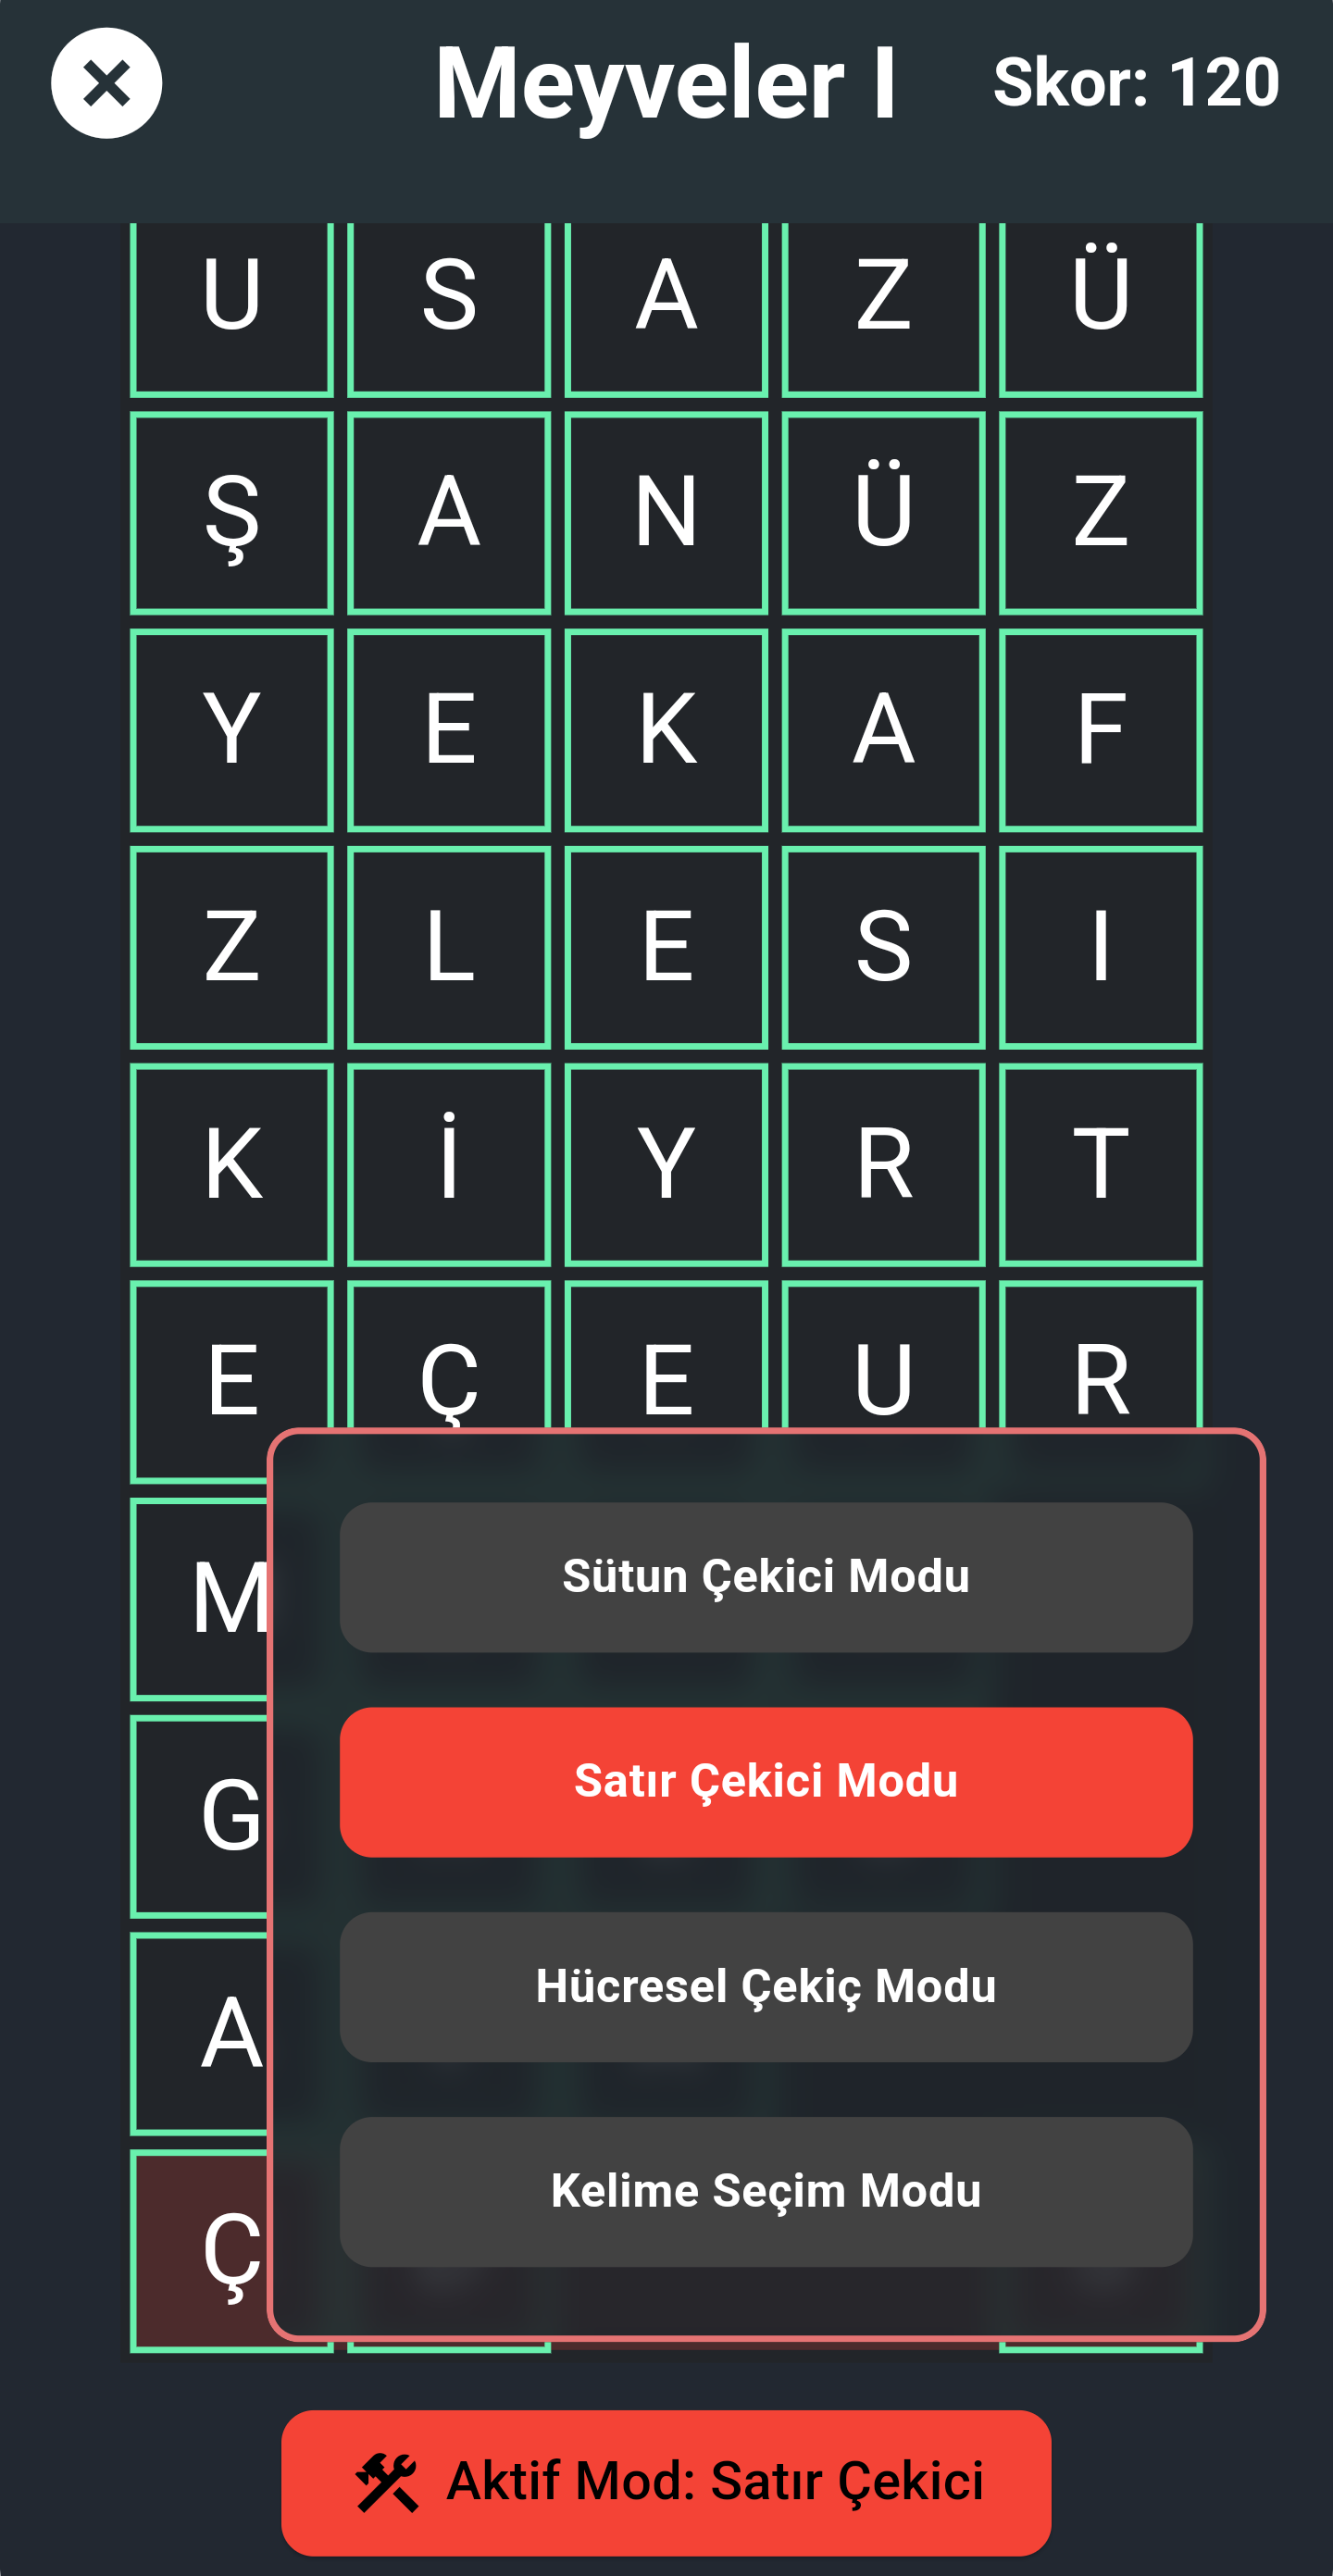 Meyveler I Skor: 120
U S A Z Ü
Ş A N Ü Z
Y E K A F
Z L E S I
K İ Y R T
E Ç E U R
M
Sütun Çekici Modu
Satır Çekici Modu
G
Hücresel Çekiç Modu
A
Kelime Seçim Modu
Ç
Aktif Mod: Satır Çekici